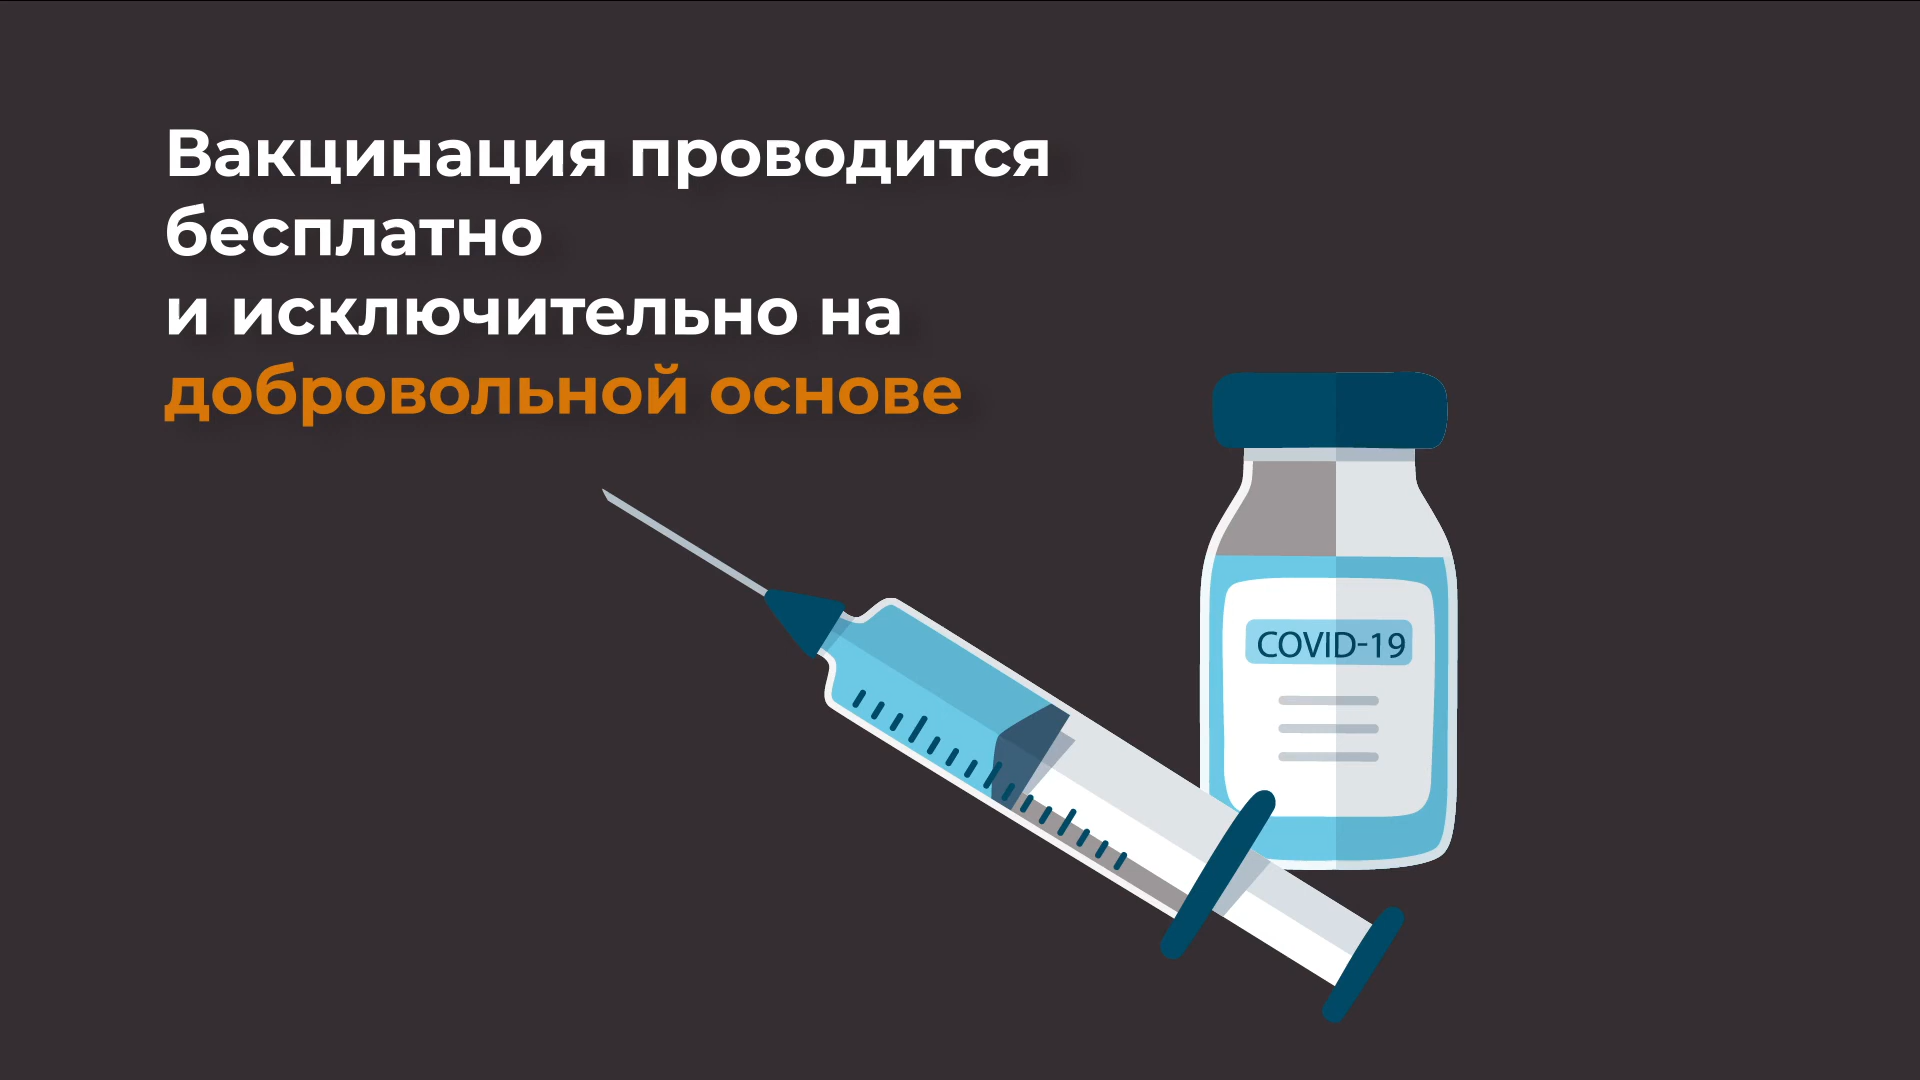 Вакцинация проводится
бесплатно
и исключительно на
добровольной основе
COVID-19